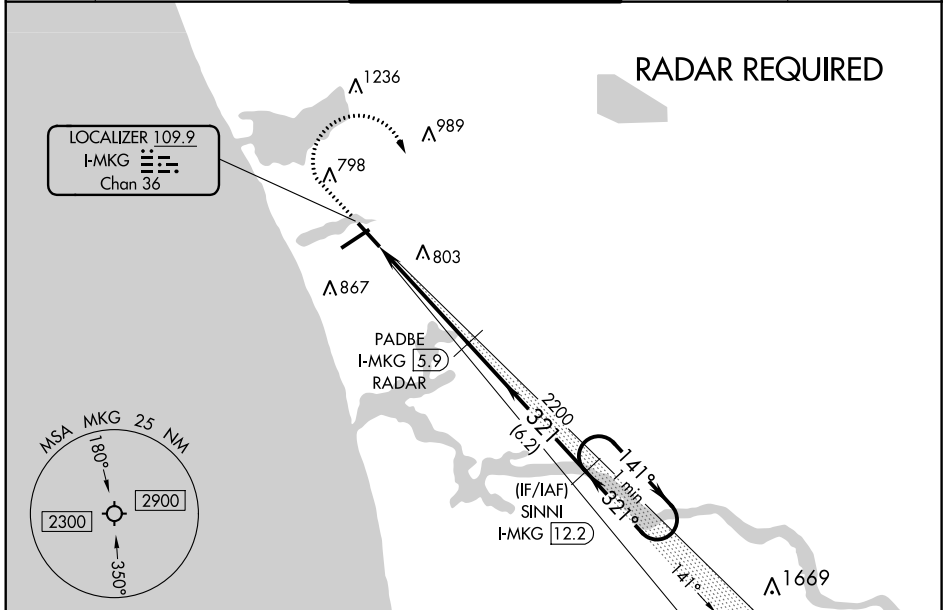 RADAR REQUIRED
1236
989
LOCALIZER 109.9
I-MKG
Chan 36
798
803
867
PADBE
I-MKG 5.9
RADAR
2200
321
(6.2)
141°
1 min
321°
(IF/IAF)
SINNI
I-MKG 12.2
141°
1669
MSA MKG 25 NM
180°
2300
2900
350°